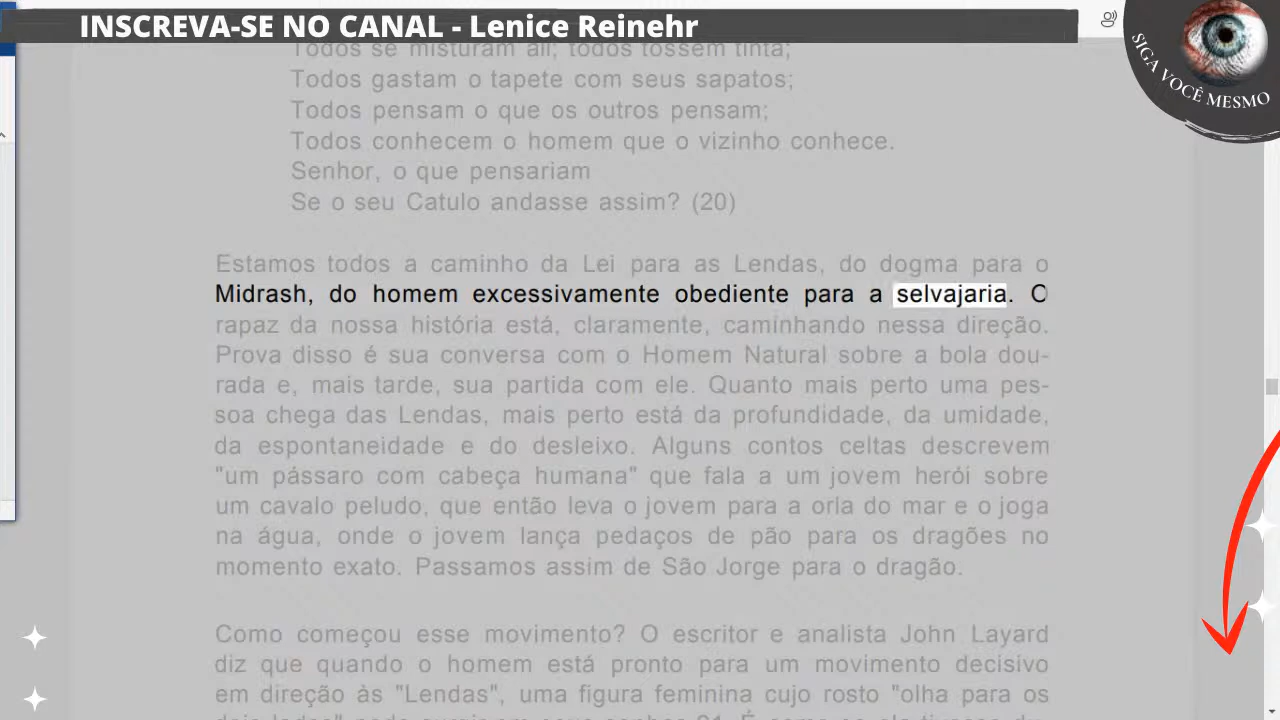 INSCREVA-SE NO CANAL - Lenice Reinehr
SIGA VOCÊ MESMO
Todos se misturam ali; todos tossem tinta;
Todos gastam o tapete com seus sapatos;
Todos pensam o que os outros pensam;
Todos conhecem o homem que o vizinho conhece.
Senhor, o que pensariam
Se o seu Catulo andasse assim? (20)
Estamos todos a caminho da Lei para as Lendas, do dogma para o
Midrash, do homem excessivamente obediente para a selvajaria. O
rapaz da nossa história está, claramente, caminhando nessa direção.
Prova disso é sua conversa com o Homem Natural sobre a bola dou-
rada e, mais tarde, sua partida com ele. Quanto mais perto uma pes-
soa chega das Lendas, mais perto está da profundidade, da umidade,
da espontaneidade e do desleixo. Alguns contos celtas descrevem
"um pássaro com cabeça humana" que fala a um jovem herói sobre
um cavalo peludo, que então leva o jovem para a orla do mar e o joga
na água, onde o jovem lança pedaços de pão para os dragões no
momento exato. Passamos assim de São Jorge para o dragão.
Como começou esse movimento? O escritor e analista John Layard
diz que quando o homem está pronto para um movimento decisivo
em direção às "Lendas", uma figura feminina cujo rosto "olha para os